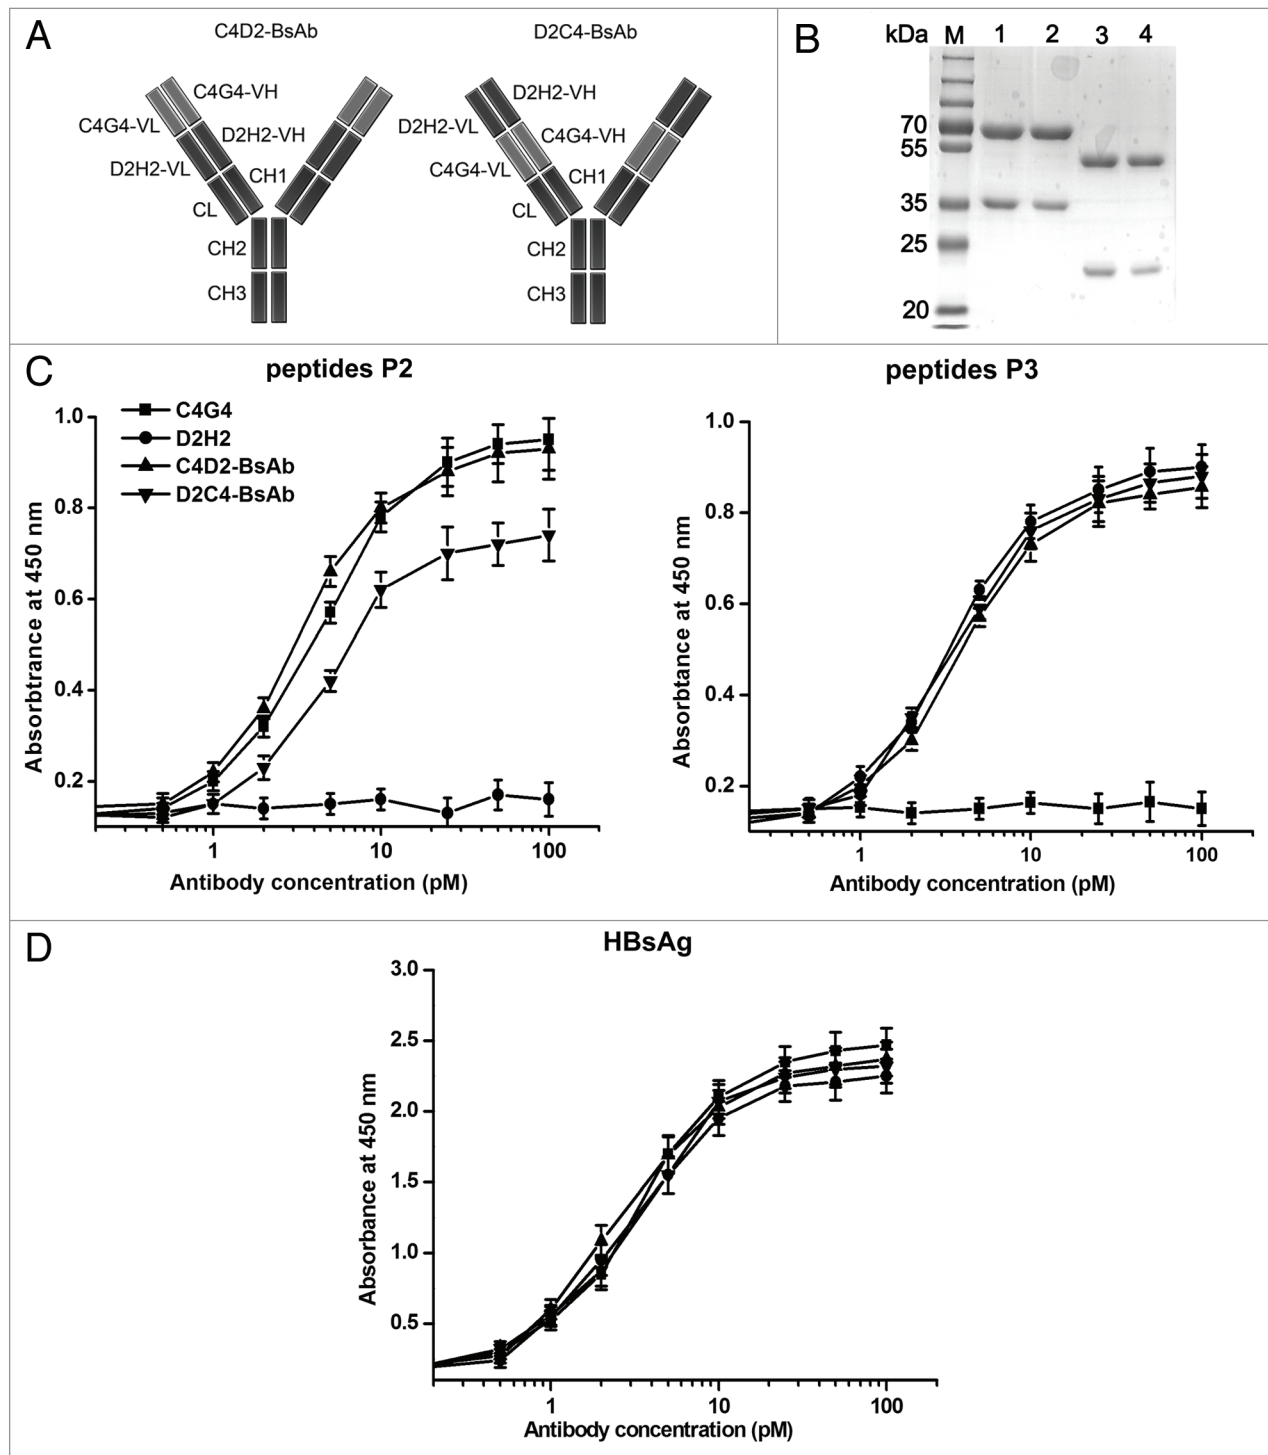 A
C4D2-BsAb
D2C4-BsAb
C4G4-VH
C4G4-VL
D2H2-VH
D2H2-VL
CH1
CL
CH2
CH3
D2H2-VH
D2H2-VL
C4G4-VH
C4G4-VL
CH1
CL
CH2
CH3
B
kDa M 1 2 3 4
70
55
35
25
20
C
peptides P2
C4G4
D2H2
C4D2-BsAb
D2C4-BsAb
1.0
0.8
0.6
0.4
0.2
Absorbtrance at 450 nm
1 10 100
Antibody concentration (pM)
peptides P3
1.0
0.8
0.6
0.4
0.2
Absorbtance at 450 nm
1 10 100
Antibody concentration (pM)
D
HBsAg
3.0
2.5
2.0
1.5
1.0
0.5
Absorbance at 450 nm
1 10 100
Antibody concentration (pM)